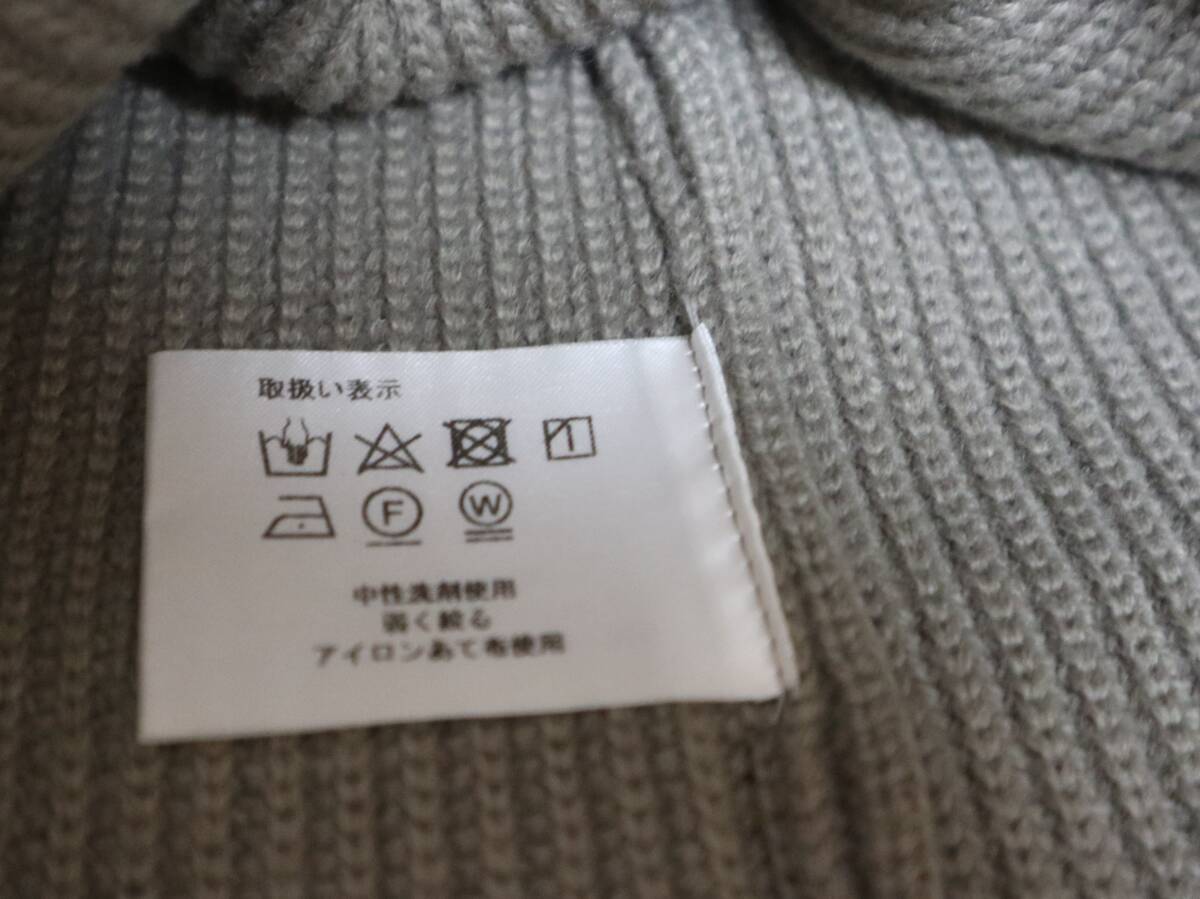 取扱い表示
F W
中性洗剤使用
弱く絞る
アイロンあて布使用